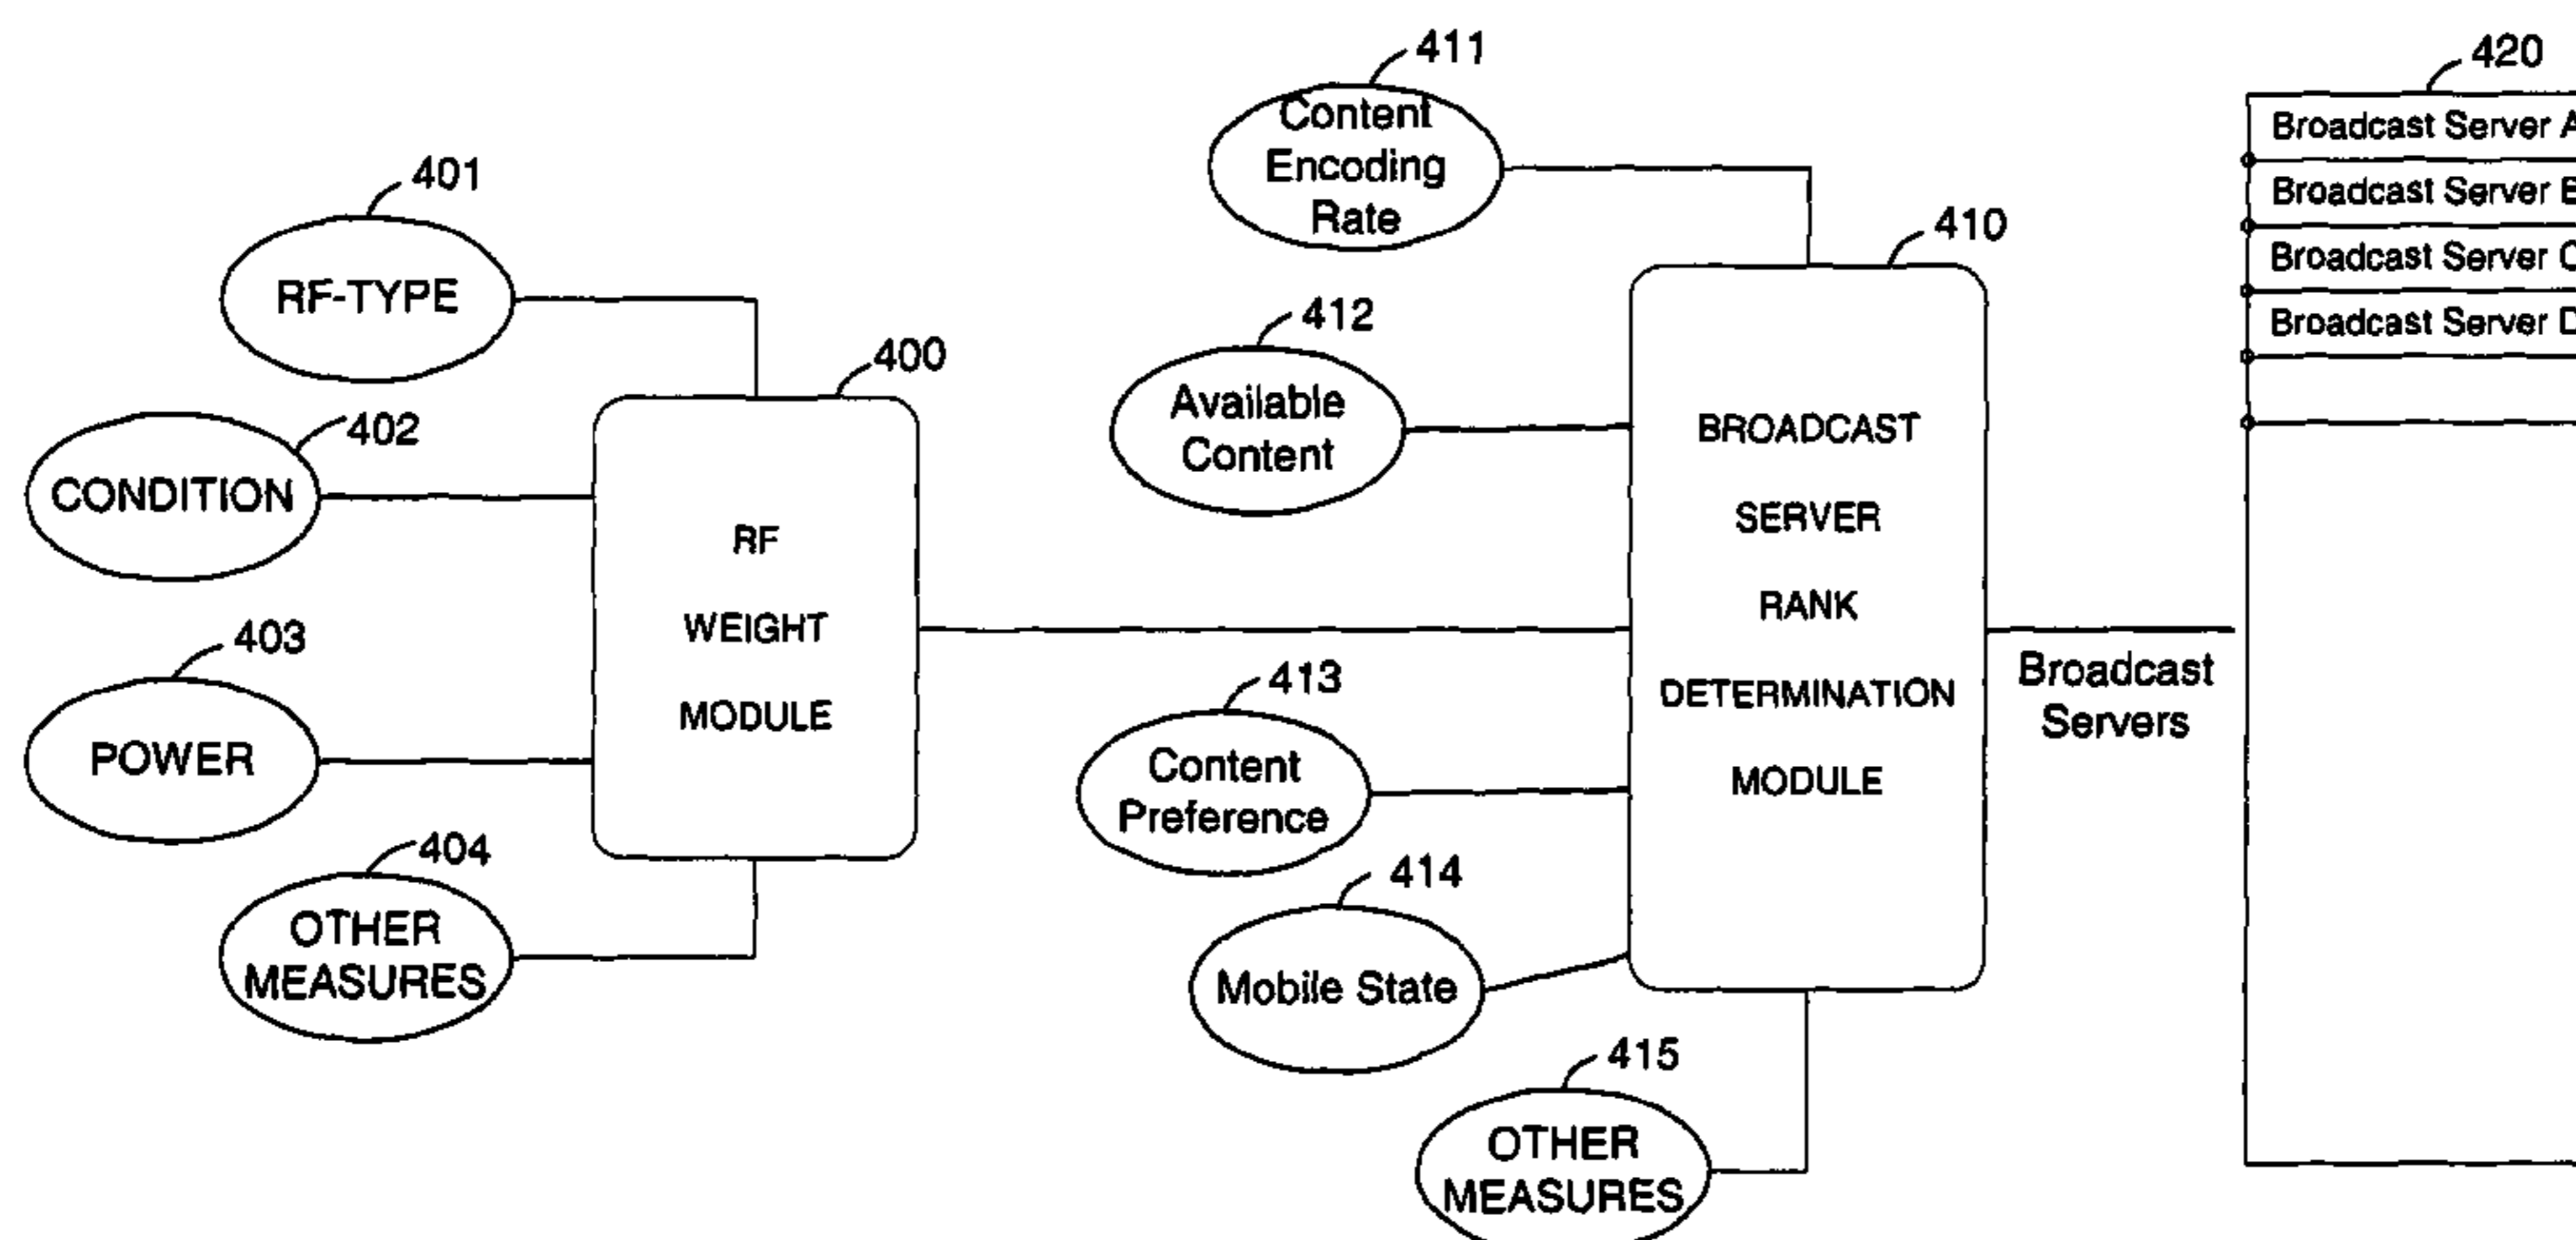 401
RF-TYPE
402
CONDITION
403
POWER
404
OTHER
MEASURES
400
RF
WEIGHT
MODULE
411
Content
Encoding
Rate
412
Available
Content
413
Content
Preference
414
Mobile State
415
OTHER
MEASURES
410
BROADCAST
SERVER
RANK
DETERMINATION
MODULE
Broadcast
Servers
420
Broadcast Server A
Broadcast Server B
Broadcast Server C
Broadcast Server D